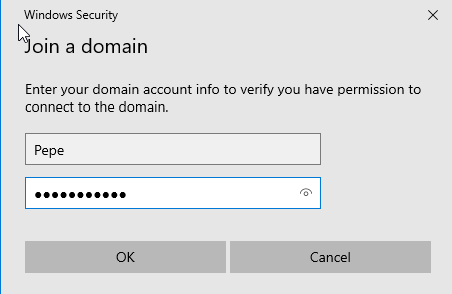 Windows Security
Join a domain
Enter your domain account info to verify you have permission to
connect to the domain.
Pepe
●●●●●●●●●●●
OK
Cancel